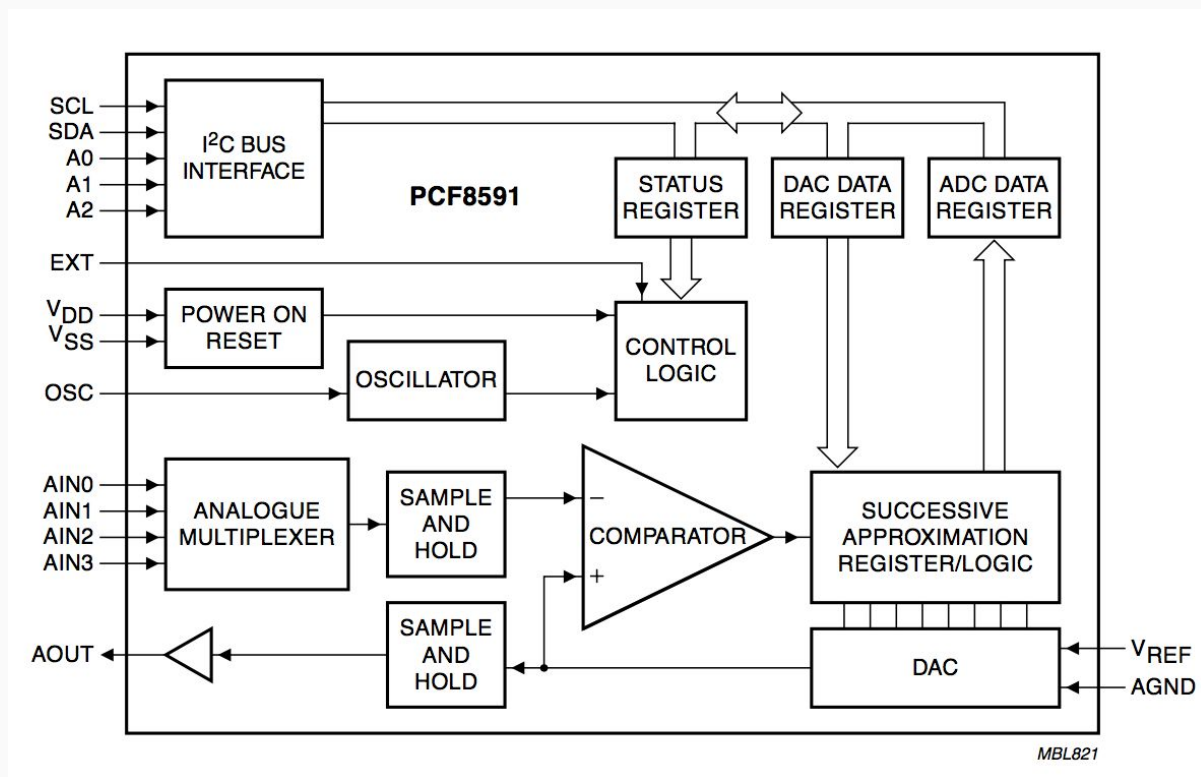 SCL
SDA
A0
A1
A2
I²C BUS
INTERFACE
PCF8591
STATUS
REGISTER
DAC DATA
REGISTER
ADC DATA
REGISTER
EXT
VDD
VSS
POWER ON
RESET
CONTROL
LOGIC
OSC
OSCILLATOR
AIN0
AIN1
AIN2
AIN3
ANALOGUE
MULTIPLEXER
SAMPLE
AND
HOLD
−
COMPARATOR
+
SUCCESSIVE
APPROXIMATION
REGISTER/LOGIC
AOUT
SAMPLE
AND
HOLD
DAC
VREF
AGND
MBL821